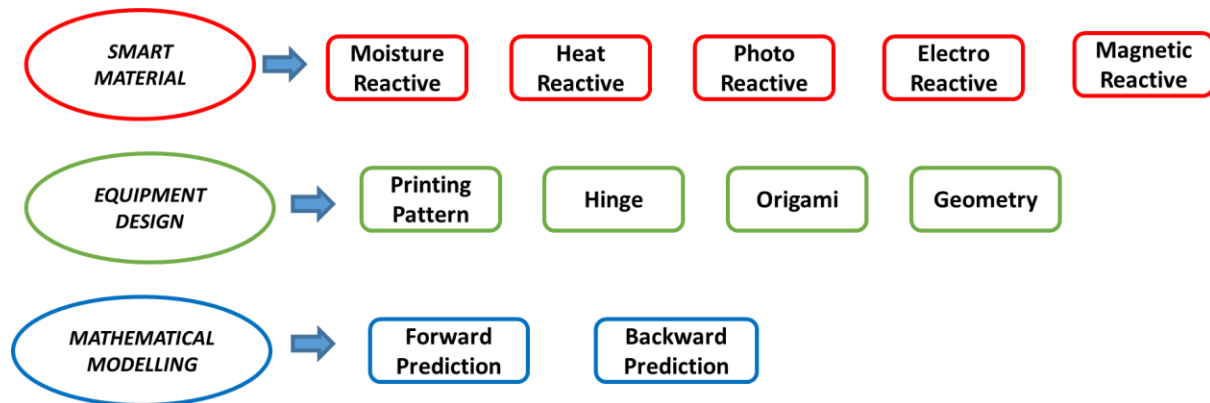 SMART
MATERIAL
Moisture
Reactive
Heat
Reactive
Photo
Reactive
Electro
Reactive
Magnetic
Reactive
EQUIPMENT
DESIGN
Printing
Pattern
Hinge
Origami
Geometry
MATHEMATICAL
MODELLING
Forward
Prediction
Backward
Prediction